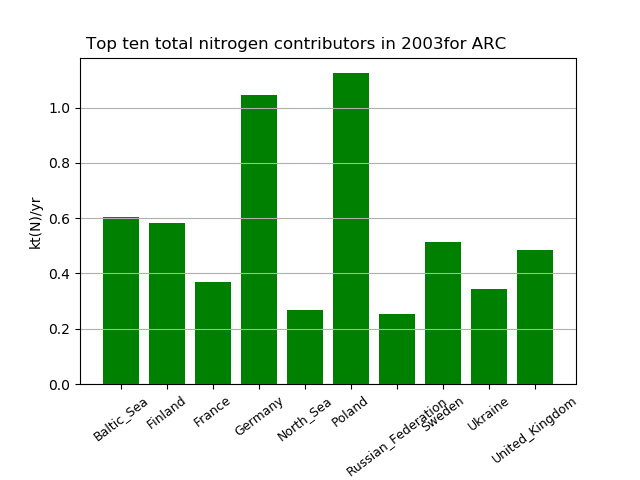 Top ten total nitrogen contributors in 2003for ARC
kt(N)/yr
1.0
0.8
0.6
0.4
0.2
0.0
Baltic_Sea
Finland
France
Germany
North_Sea
Poland
Russian_Federation
Sweden
Ukraine
United_Kingdom